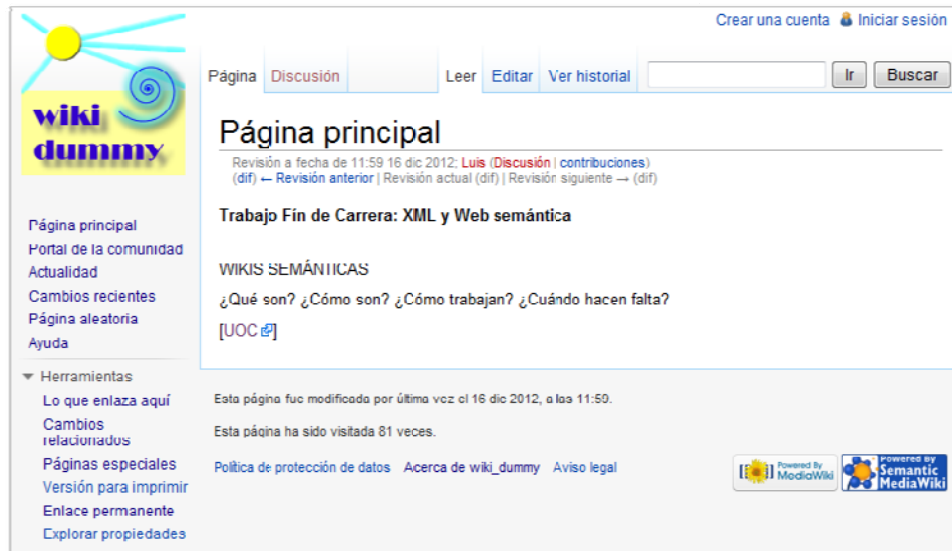 Crear una cuenta Iniciar sesión
Página Discusión Leer Editar Ver historial Ir Buscar
wiki
dummy
Página principal
Revisión a fecha de 11:59 16 dic 2012; Luis (Discusión | contribuciones)
(dif) ← Revisión anterior | Revisión actual (dif) | Revisión siguiente → (dif)
Trabajo Fín de Carrera: XML y Web semántica
WIKIS SEMÁNTICAS
¿Qué son? ¿Cómo son? ¿Cómo trabajan? ¿Cuándo hacen falta?
[UOC]
Página principal
Portal de la comunidad
Actualidad
Cambios recientes
Página aleatoria
Ayuda
Herramientas
Lo que enlaza aquí
Cambios
relacionados
Páginas especiales
Versión para imprimir
Enlace permanente
Explorar propiedades
Esta página fue modificada por última vez el 16 dic 2012, a las 11:59.
Esta página ha sido visitada 81 veces.
Política de protección de datos Acerca de wiki_dummy Aviso legal
Powered By
MediaWiki
Powered by
Semantic
MediaWiki